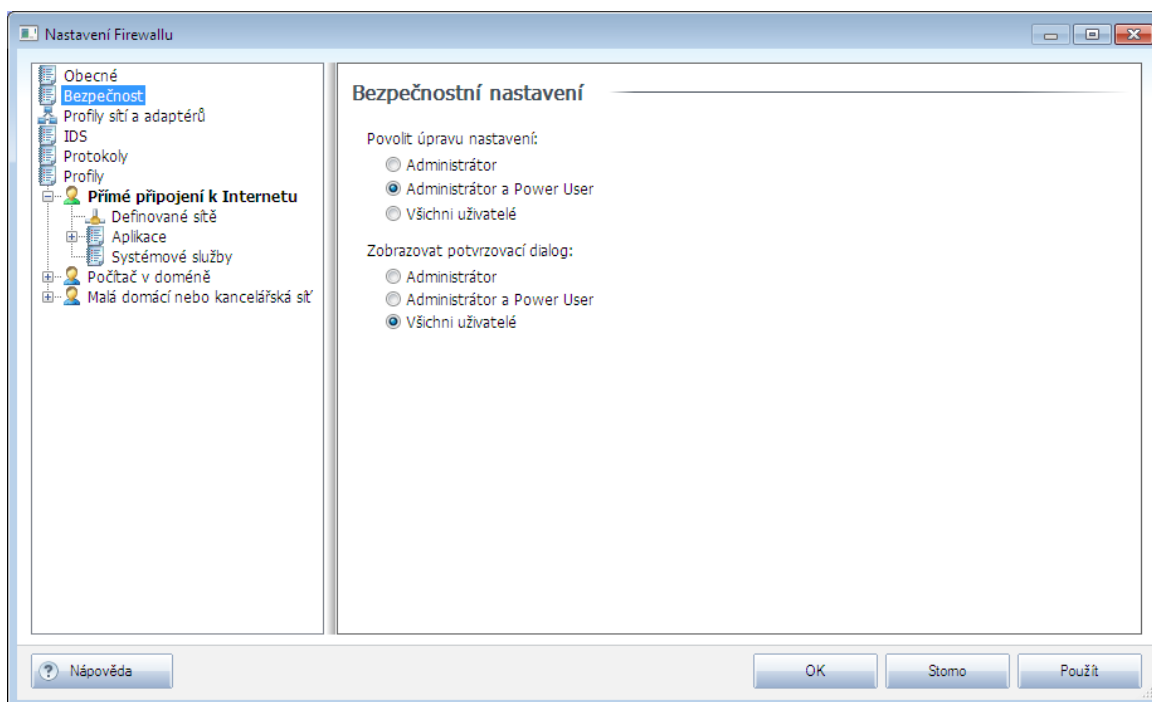 Nastavení Firewallu
Obecné
Bezpečnost
Profily sítí a adaptérů
IDS
Protokoly
Profily
Přímé připojení k Internetu
Definované sítě
Aplikace
Systémové služby
Počítač v doméně
Malá domácí nebo kancelářská síť
Bezpečnostní nastavení
Povolit úpravu nastavení:
Administrátor
Administrátor a Power User
Všichni uživatelé
Zobrazovat potvrzovací dialog:
Administrátor
Administrátor a Power User
Všichni uživatelé
? Nápověda
OK
Storno
Použít